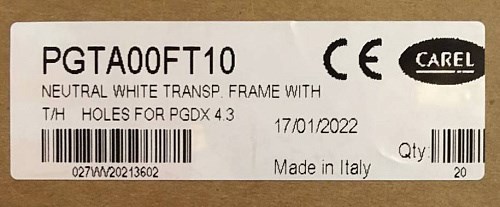 PGTA00FT10
CE
CAREL
NEUTRAL WHITE TRANSP. FRAME WITH
T/H HOLES FOR PGDX 4.3
17/01/2022
Made in Italy
Qty
027WV20213602
20